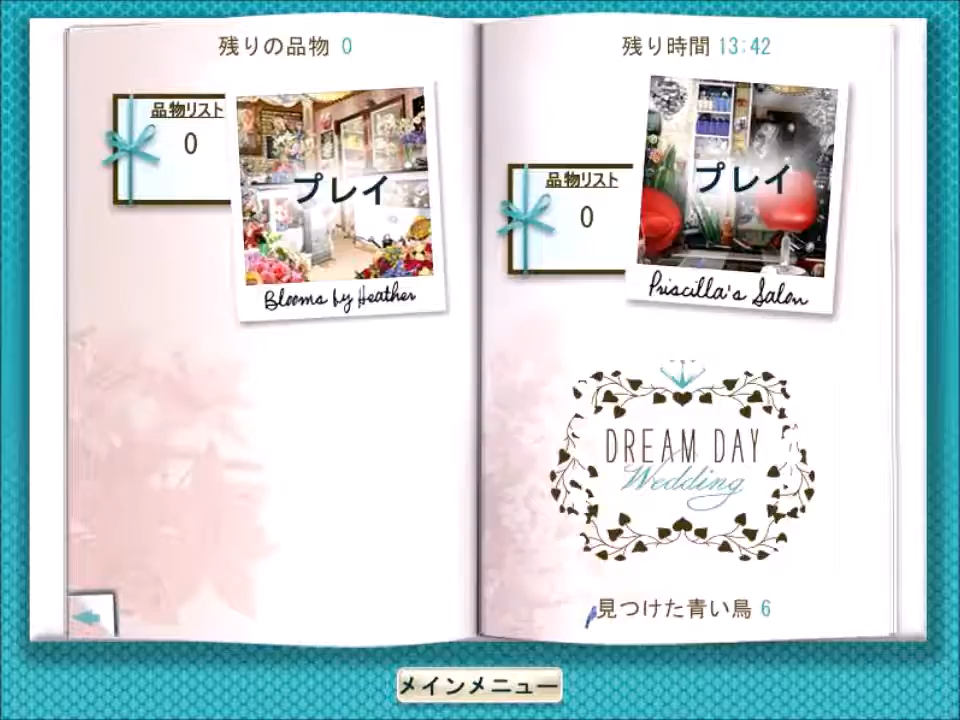 残りの品物 0
品物リスト
0
プレイ
Blooms by Heather
残り時間 13:42
品物リスト
0
プレイ
Priscilla's Salon
DREAM DAY
Wedding
見つけた青い鳥 6
メインメニュー